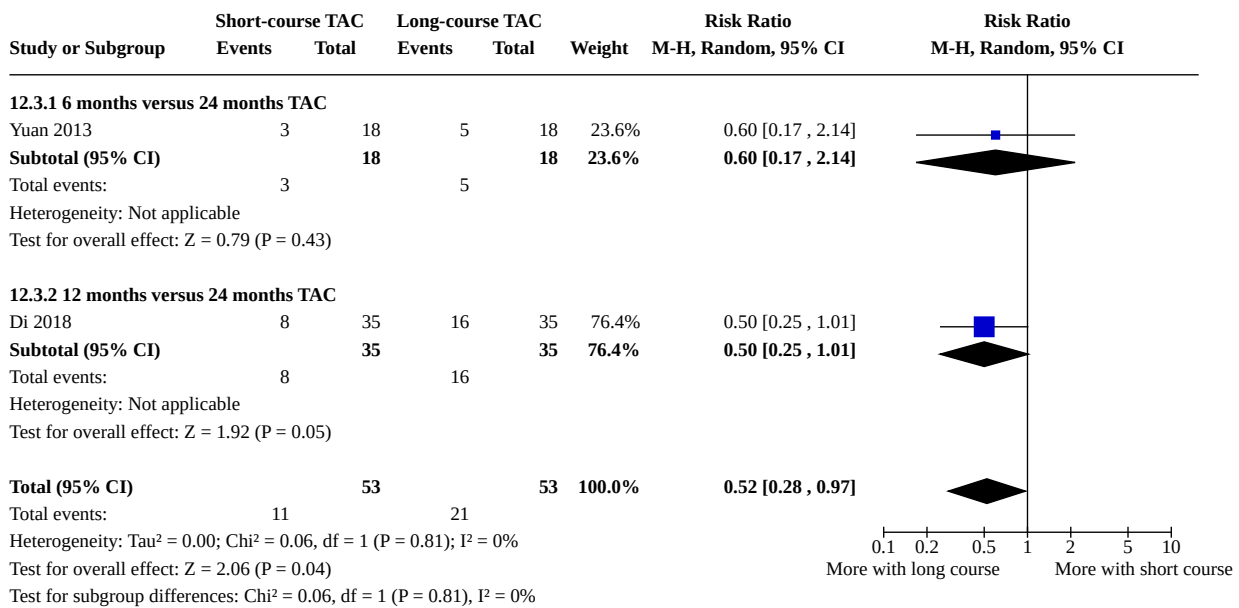 Short-course TAC Long-course TAC Risk Ratio Risk Ratio
Study or Subgroup Events Total Events Total Weight M-H, Random, 95% CI M-H, Random, 95% CI
12.3.1 6 months versus 24 months TAC
Yuan 2013 3 18 5 18 23.6% 0.60 [0.17 , 2.14]
Subtotal (95% CI) 18 18 23.6% 0.60 [0.17 , 2.14]
Total events: 3 5
Heterogeneity: Not applicable
Test for overall effect: Z = 0.79 (P = 0.43)
12.3.2 12 months versus 24 months TAC
Di 2018 8 35 16 35 76.4% 0.50 [0.25 , 1.01]
Subtotal (95% CI) 35 35 76.4% 0.50 [0.25 , 1.01]
Total events: 8 16
Heterogeneity: Not applicable
Test for overall effect: Z = 1.92 (P = 0.05)
Total (95% CI) 53 53 100.0% 0.52 [0.28 , 0.97]
Total events: 11 21
Heterogeneity: Tau² = 0.00; Chi² = 0.06, df = 1 (P = 0.81); I² = 0%
0.1 0.2 0.5 1 2 5 10
Test for overall effect: Z = 2.06 (P = 0.04) More with long course More with short course
Test for subgroup differences: Chi² = 0.06, df = 1 (P = 0.81), I² = 0%